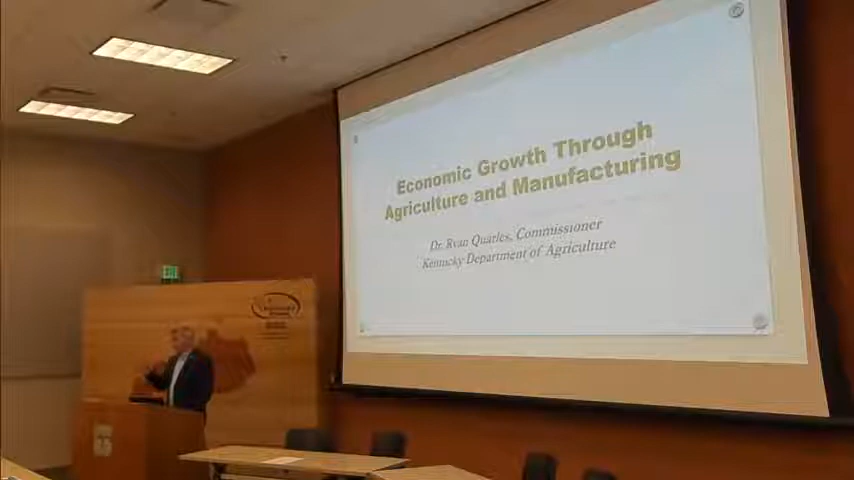 Economic Growth Through
Agriculture and Manufacturing
Dr. Ryan Quarles, Commissioner
Kentucky Department of Agriculture